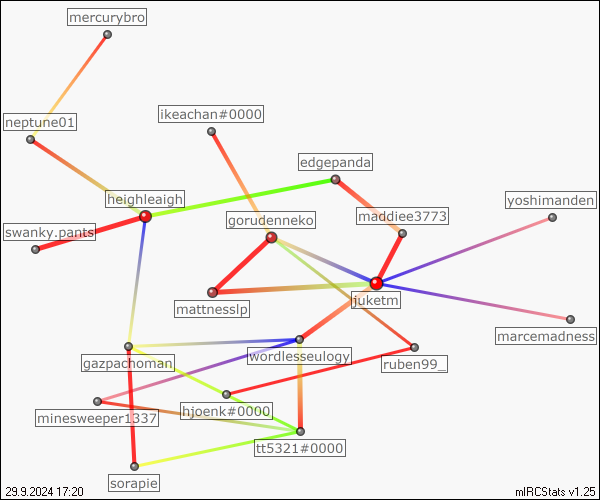 mercurybro
neptune01
ikeachan#0000
edgepanda
heighleaigh
yoshimanden
gorudenneko
maddiee3773
swanky.pants
mattnesslp
juketm
marcemadness
gazpachoman
wordlesseulogy
ruben99_
minesweeper1337
hjoenk#0000
tt5321#0000
sorapie
29.9.2024 17:20
mIRCStats v1.25